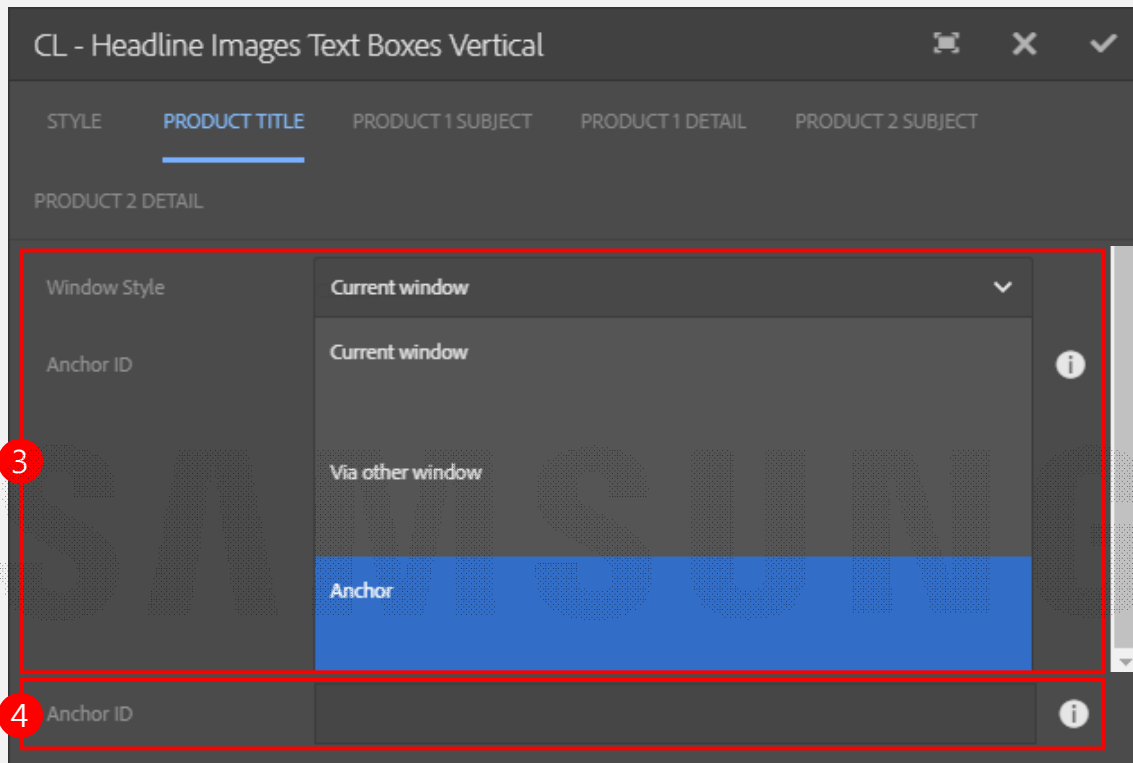 CL - Headline Images Text Boxes Vertical
STYLE PRODUCT TITLE PRODUCT 1 SUBJECT PRODUCT 1 DETAIL PRODUCT 2 SUBJECT
PRODUCT 2 DETAIL
Window Style Current window
Current window
Anchor ID
3
Via other window
SAMSUNG
Anchor
4 Anchor ID